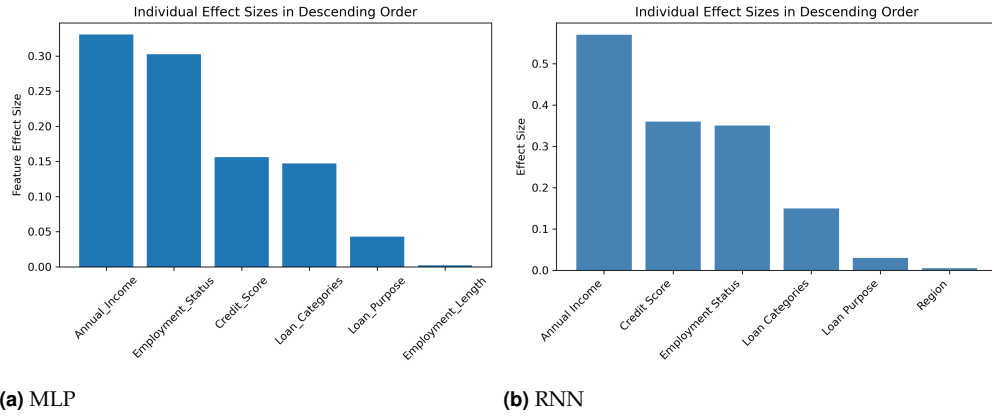 Individual Effect Sizes in Descending Order
Feature Effect Size
0.30
0.25
0.20
0.15
0.10
0.05
0.00
Annual_Income
Employment_Status
Credit_Score
Loan_Categories
Loan_Purpose
Employment_Length
(a) MLP
Individual Effect Sizes in Descending Order
Effect Size
0.5
0.4
0.3
0.2
0.1
0.0
Annual Income
Credit Score
Employment Status
Loan Categories
Loan Purpose
Region
(b) RNN